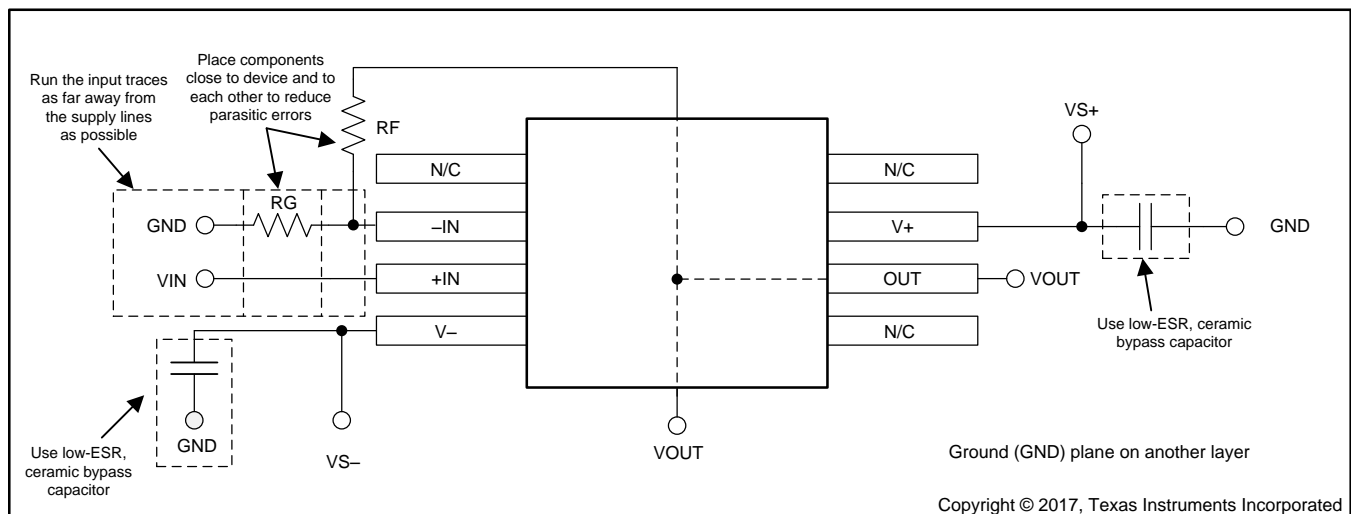 Run the input traces
as far away from
the supply lines
as possible
Place components
close to device and to
each other to reduce
parasitic errors
RF
VS+
N/C
N/C
RG
GND
–IN
V+
GND
VIN
+IN
OUT
VOUT
V–
N/C
Use low-ESR, ceramic
bypass capacitor
GND
Use low-ESR,
ceramic bypass
capacitor
VS–
VOUT
Ground (GND) plane on another layer
Copyright © 2017, Texas Instruments Incorporated